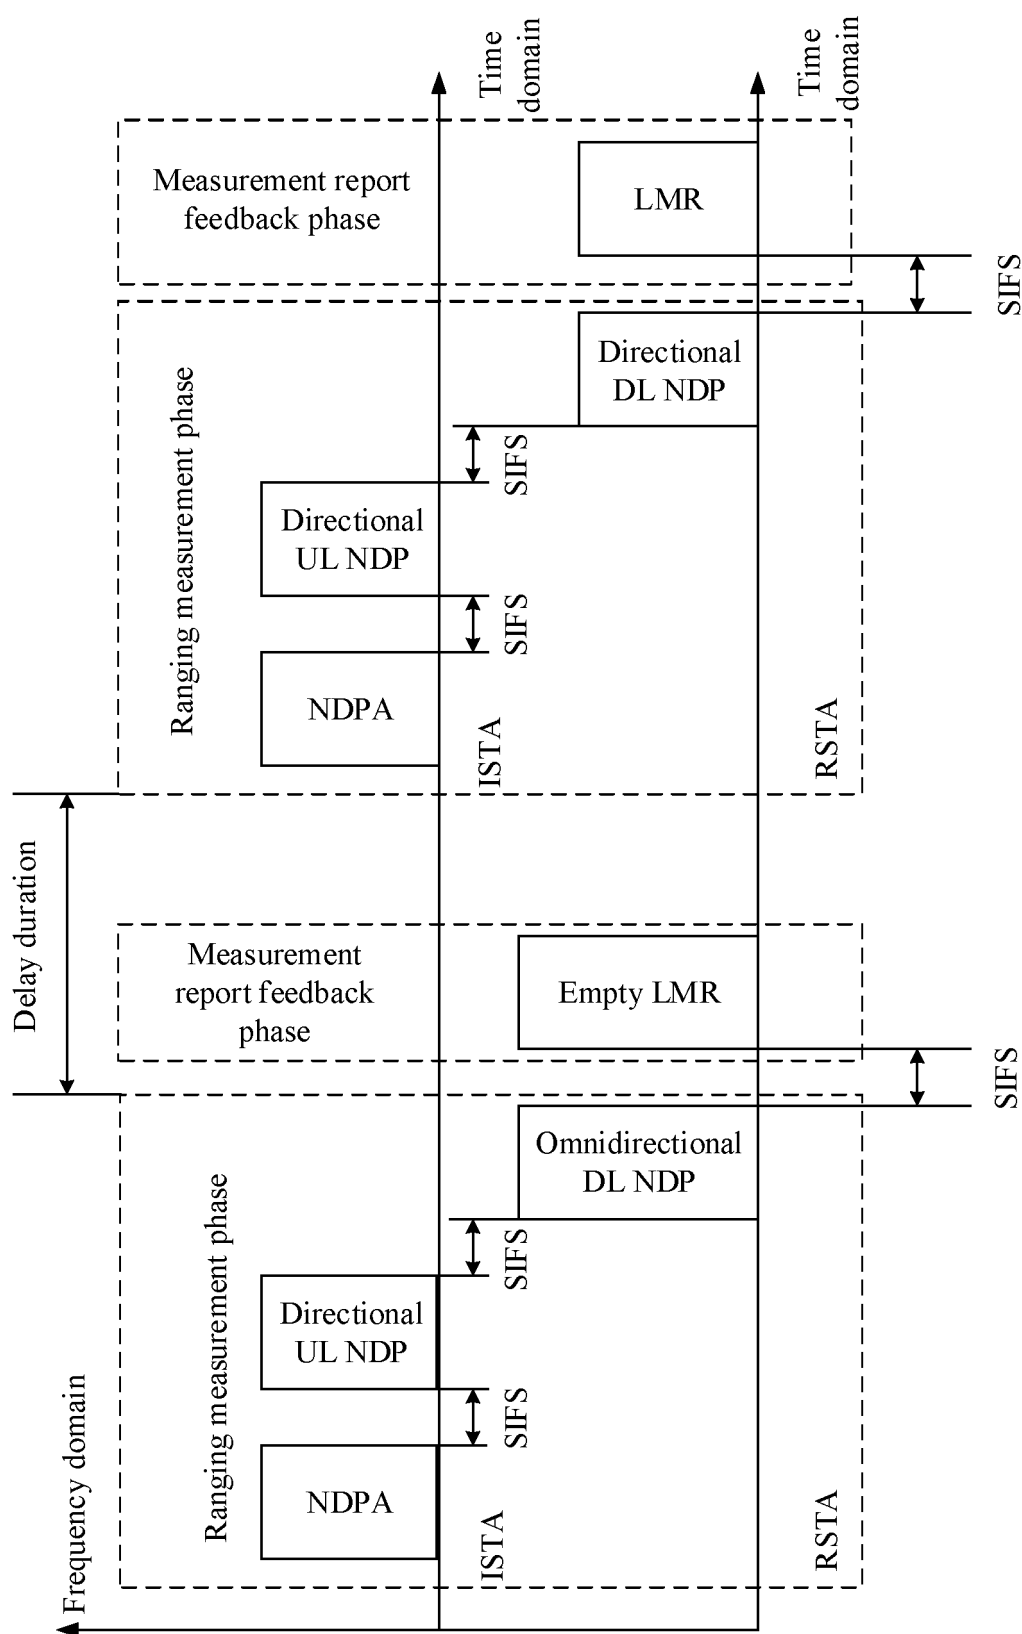 Time
domain
Time
domain
Measurement report
feedback phase
LMR
SIFS
Directional
DL NDP
Ranging measurement phase
SIFS
Directional
UL NDP
SIFS
NDPA
ISTA
RSTA
Delay duration
Measurement
report feedback
phase
Empty LMR
SIFS
Omnidirectional
DL NDP
Ranging measurement phase
SIFS
Directional
UL NDP
SIFS
NDPA
ISTA
RSTA
Frequency domain